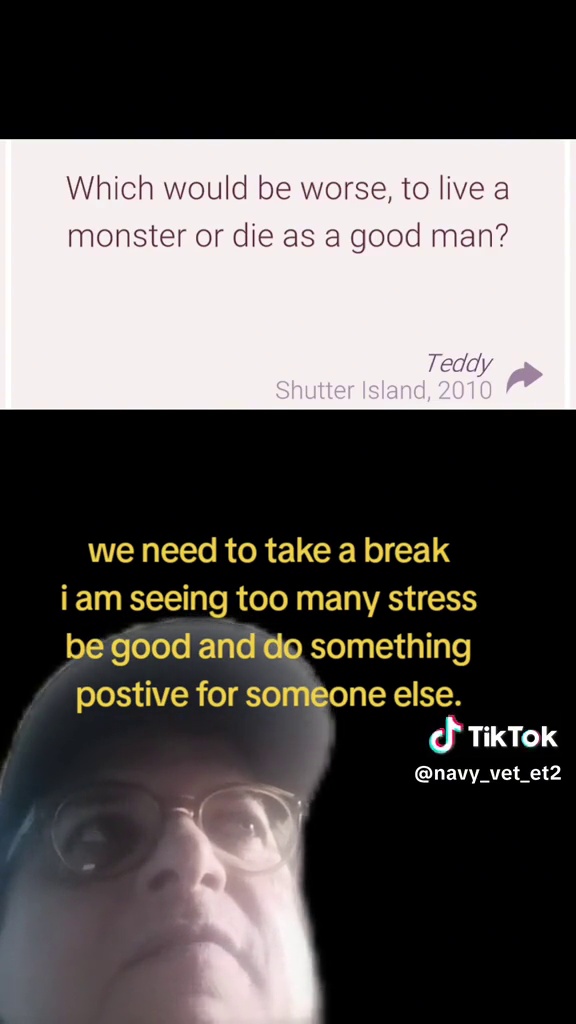 Which would be worse, to live a
monster or die as a good man?
Teddy
Shutter Island, 2010
we need to take a break
i am seeing too many stress
be good and do something
postive for someone else.
TikTok
@navy_vet_et2